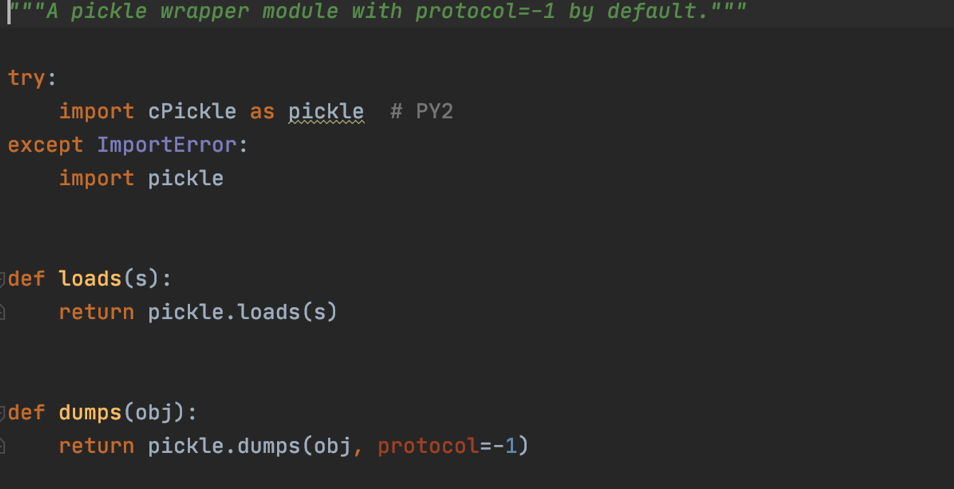 """A pickle wrapper module with protocol=-1 by default."""
try:
    import cPickle as pickle  # PY2
except ImportError:
    import pickle
def loads(s):
    return pickle.loads(s)
def dumps(obj):
    return pickle.dumps(obj, protocol=-1)